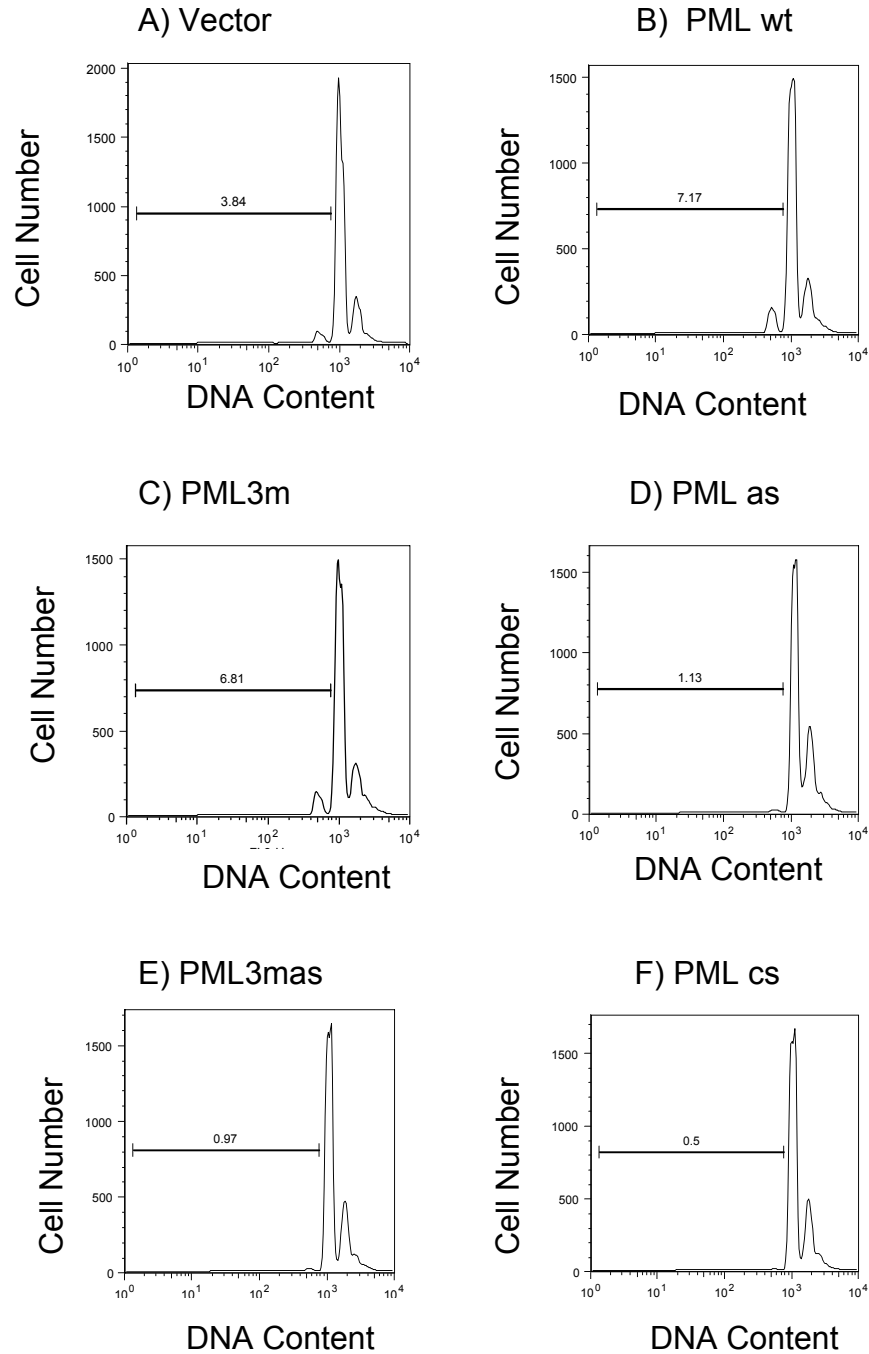 A) Vector
Cell Number
2000
1500
1000
500
0
3.84
10^0 10^1 10^2 10^3 10^4
DNA Content
B) PML wt
Cell Number
1500
1000
500
0
7.17
10^0 10^1 10^2 10^3 10^4
DNA Content
C) PML3m
Cell Number
1500
1000
500
0
6.81
10^0 10^1 10^2 10^3 10^4
DNA Content
D) PML as
Cell Number
1500
1000
500
0
1.13
10^0 10^1 10^2 10^3 10^4
DNA Content
E) PML3mas
Cell Number
1500
1000
500
0
0.97
10^0 10^1 10^2 10^3 10^4
DNA Content
F) PML cs
Cell Number
1500
1000
500
0
0.5
10^0 10^1 10^2 10^3 10^4
DNA Content